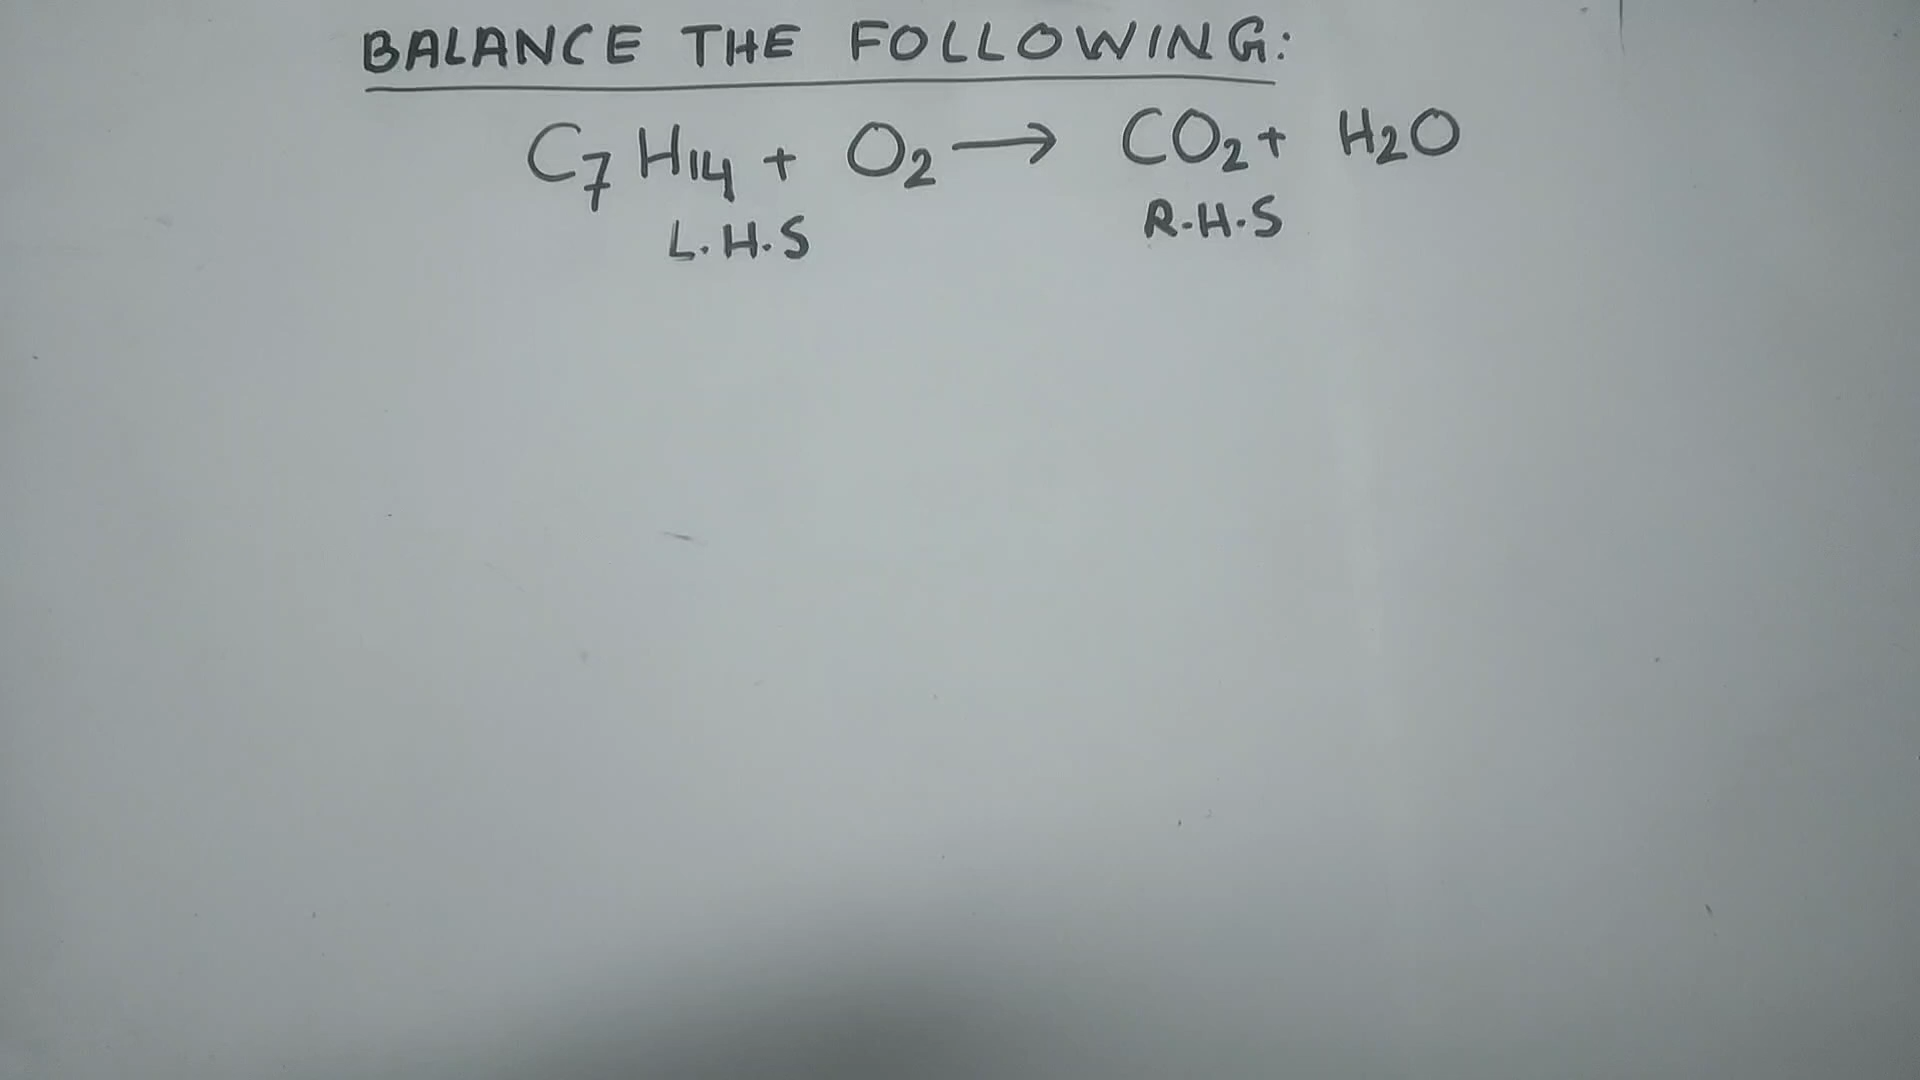 BALANCE THE FOLLOWING:
C₇H₁₄ + O₂ → CO₂ + H₂O
L.H.S R.H.S